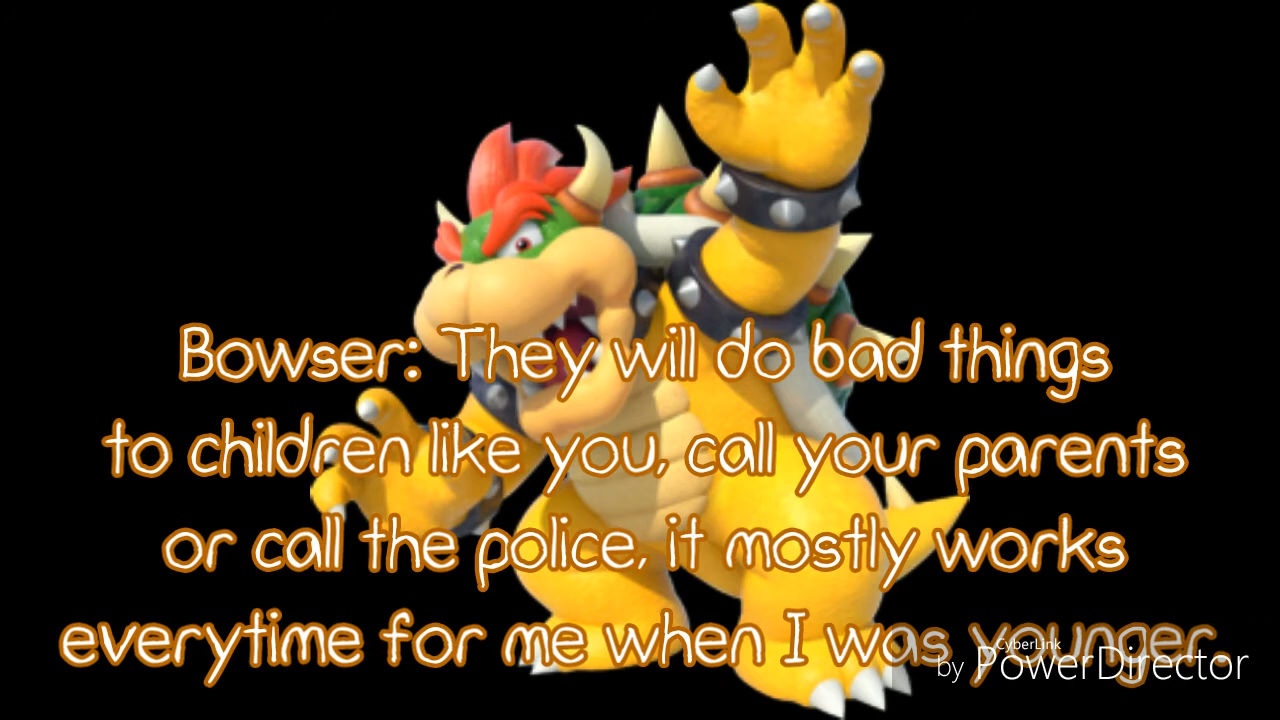 Bowser: They will do bad things
to children like you, call your parents
or call the police, it mostly works
everytime for me when I was younger.
CyberLink
by PowerDirector